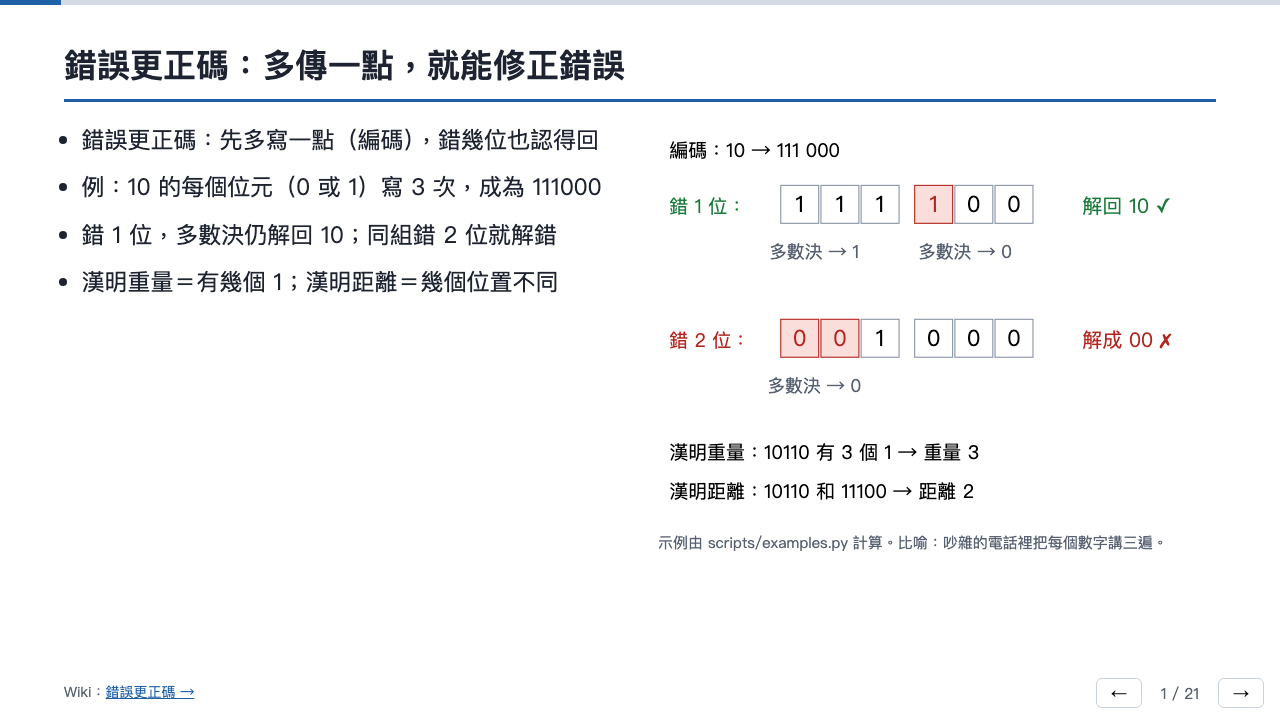 錯誤更正碼：多傳一點，就能修正錯誤
• 錯誤更正碼：先多寫一點（編碼），錯幾位也認得回
• 例：10 的每個位元（0 或 1）寫 3 次，成為 111000
• 錯 1 位，多數決仍解回 10；同組錯 2 位就解錯
• 漢明重量＝有幾個 1；漢明距離＝幾個位置不同
編碼：10 → 111 000
錯 1 位： 1 1 1 1 0 0 解回 10 ✓
多數決 → 1 多數決 → 0
錯 2 位： 0 0 1 0 0 0 解成 00 ✗
多數決 → 0
漢明重量：10110 有 3 個 1 → 重量 3
漢明距離：10110 和 11100 → 距離 2
示例由 scripts/examples.py 計算。比喻：吵雜的電話裡把每個數字講三遍。
Wiki：錯誤更正碼 →
← 1 / 21 →